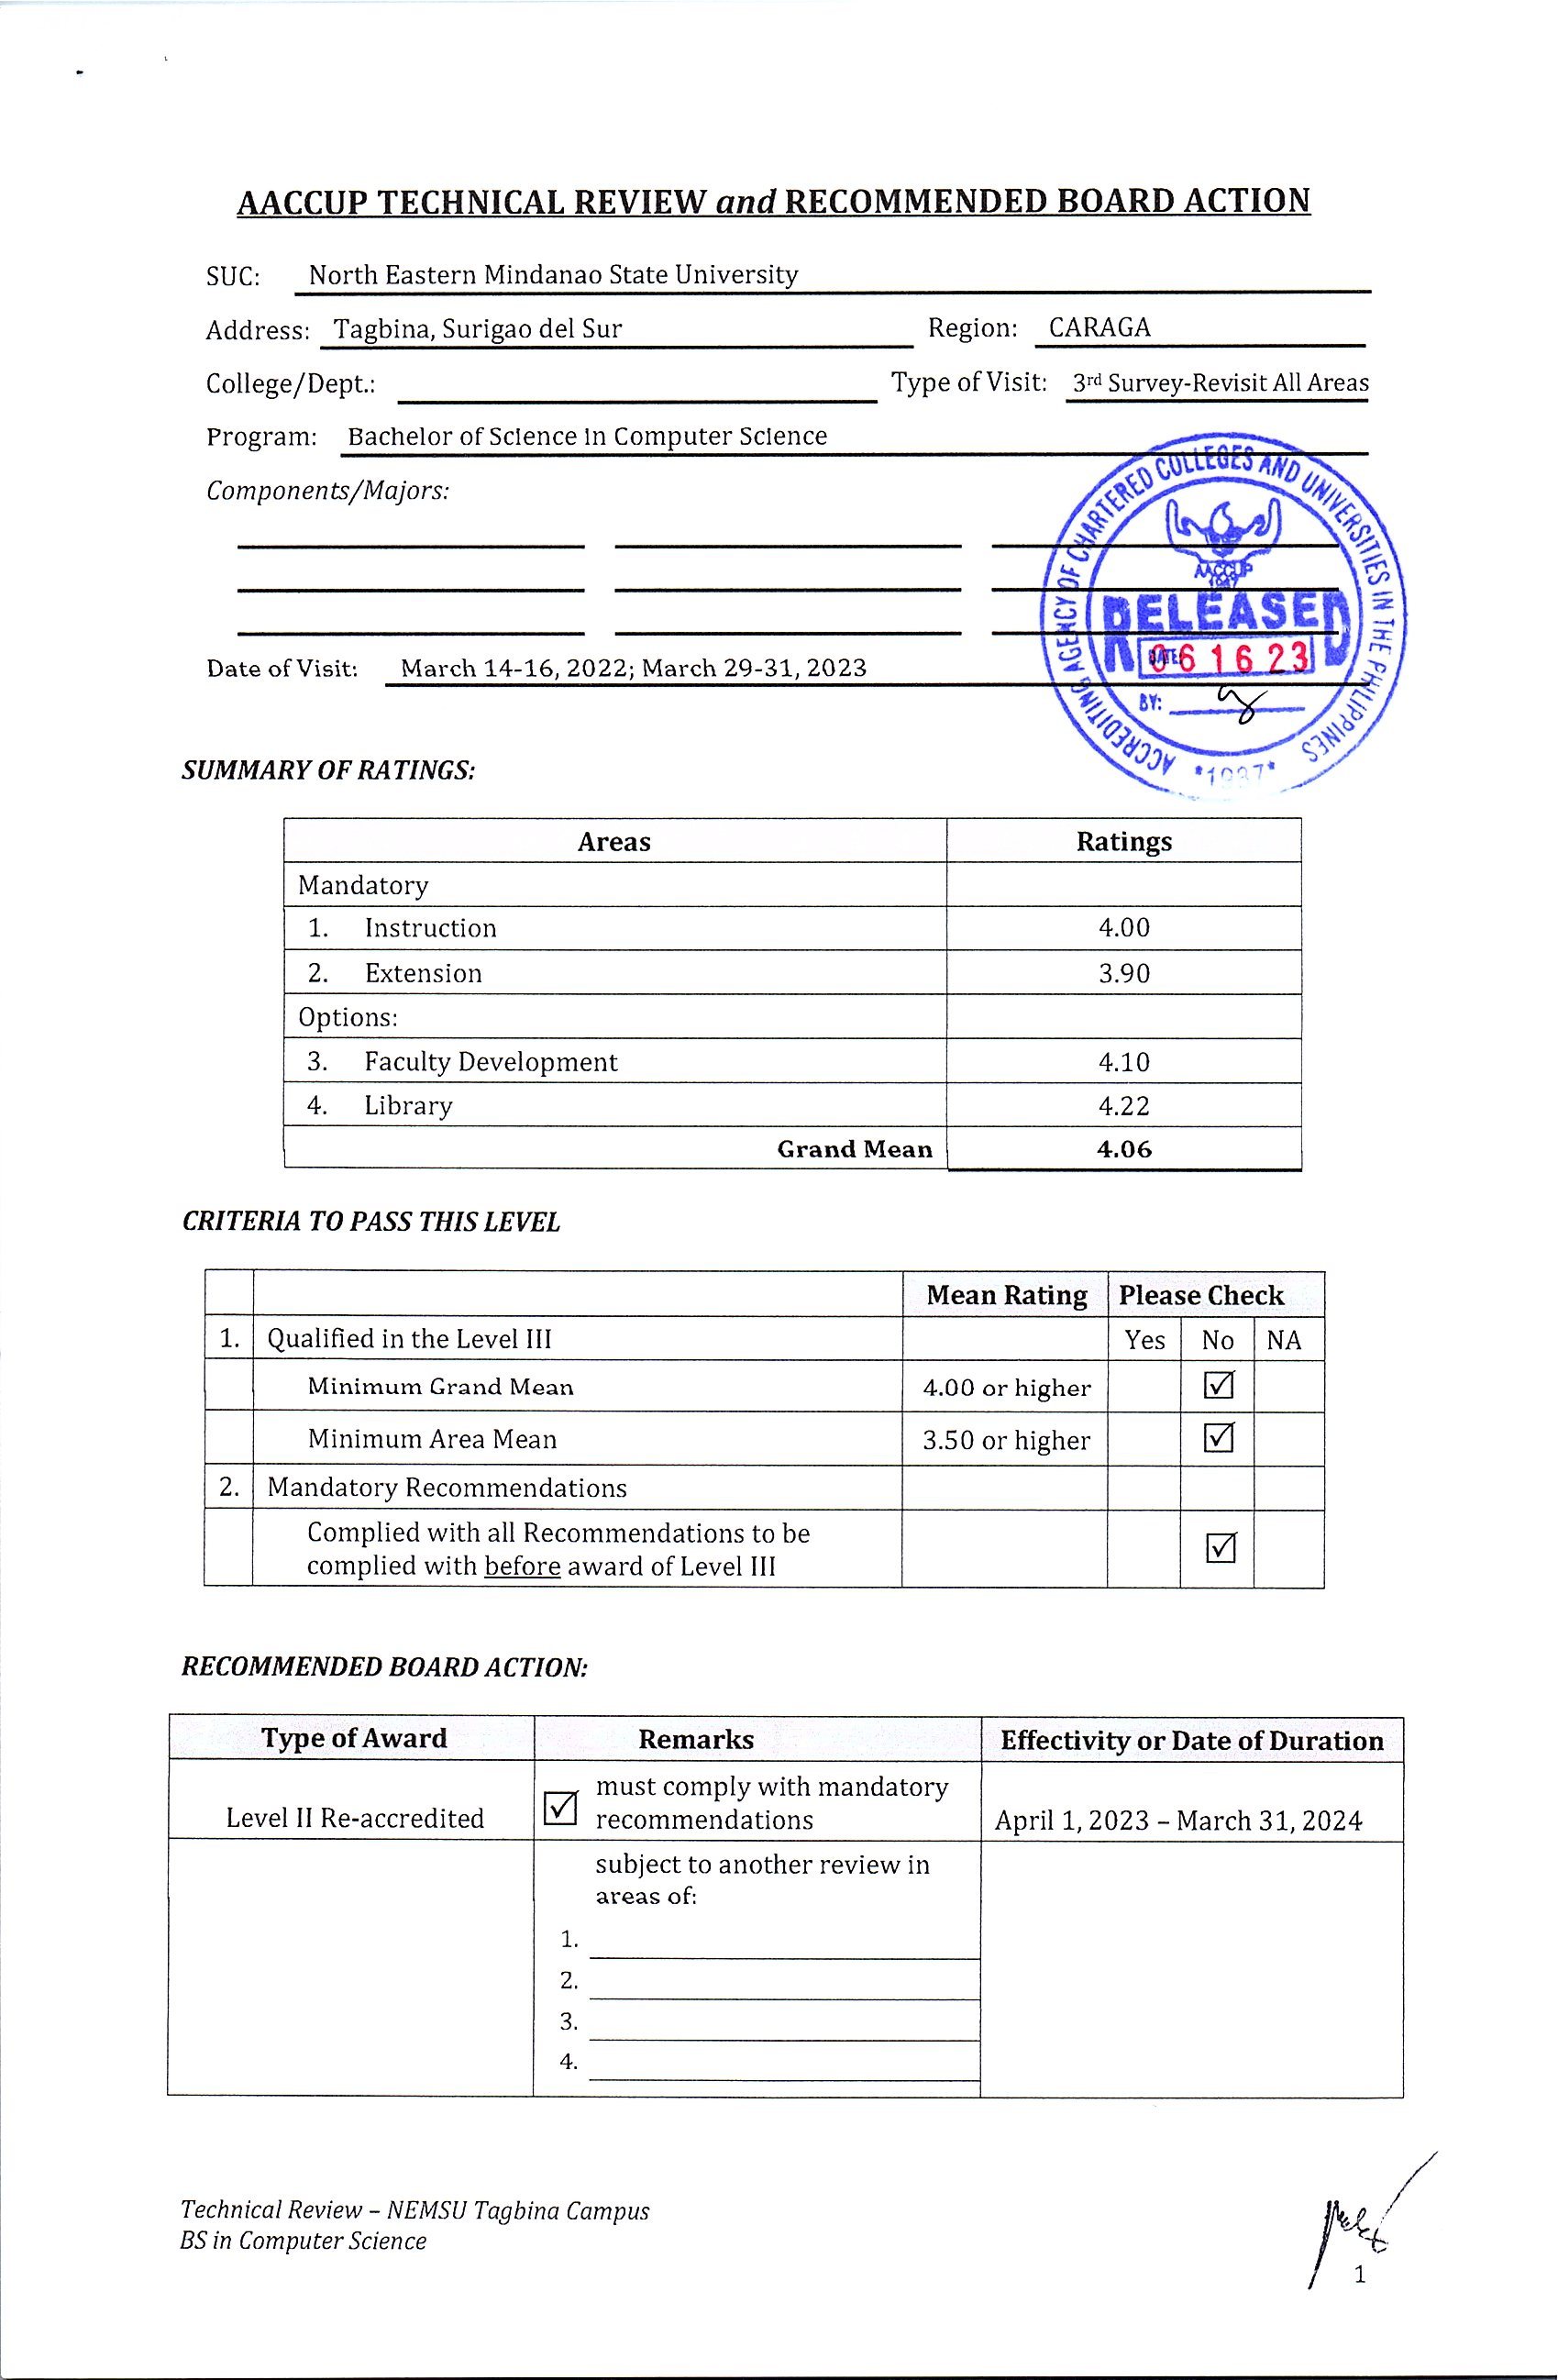 AACCUP TECHNICAL REVIEW and RECOMMENDED BOARD ACTION
SUC: North Eastern Mindanao State University
Address: Tagbina, Surigao del Sur Region: CARAGA
College/Dept.: Type of Visit: 3rd Survey-Revisit All Areas
Program: Bachelor of Science in Computer Science
Components/Majors:
ACCREDITING AGENCY OF CHARTERED COLLEGES AND UNIVERSITIES IN THE PHILIPPINES
AACCUP
RELEASED
DATE: 06 16 23
BY:
*1987*
Date of Visit: March 14-16, 2022; March 29-31, 2023
SUMMARY OF RATINGS:
Areas Ratings
Mandatory
1. Instruction 4.00
2. Extension 3.90
Options:
3. Faculty Development 4.10
4. Library 4.22
Grand Mean 4.06
CRITERIA TO PASS THIS LEVEL
Mean Rating Please Check
1. Qualified in the Level III Yes No NA
Minimum Grand Mean 4.00 or higher ☑
Minimum Area Mean 3.50 or higher ☑
2. Mandatory Recommendations
Complied with all Recommendations to be
complied with before award of Level III ☑
RECOMMENDED BOARD ACTION:
Type of Award Remarks Effectivity or Date of Duration
must comply with mandatory
Level II Re-accredited ☑ recommendations April 1, 2023 – March 31, 2024
subject to another review in
areas of:
1.
2.
3.
4.
Technical Review – NEMSU Tagbina Campus
BS in Computer Science
1